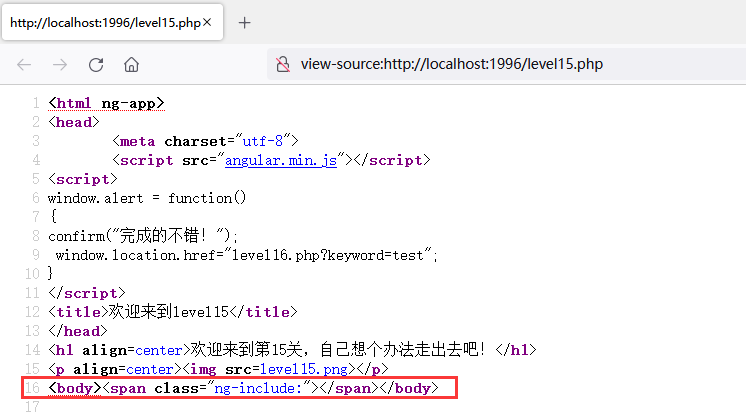 http://localhost:1996/level15.php
view-source:http://localhost:1996/level15.php
1 <html ng-app>
2 <head>
3 <meta charset="utf-8">
4 <script src="angular.min.js"></script>
5 <script>
6 window.alert = function()
7 {
8 confirm("完成的不错！");
9 window.location.href="level16.php?keyword=test";
10 }
11 </script>
12 <title>欢迎来到level15</title>
13 </head>
14 <h1 align=center>欢迎来到第15关，自己想个办法走出去吧！</h1>
15 <p align=center><img src=level15.png></p>
16 <body><span class="ng-include:"></span></body>
17